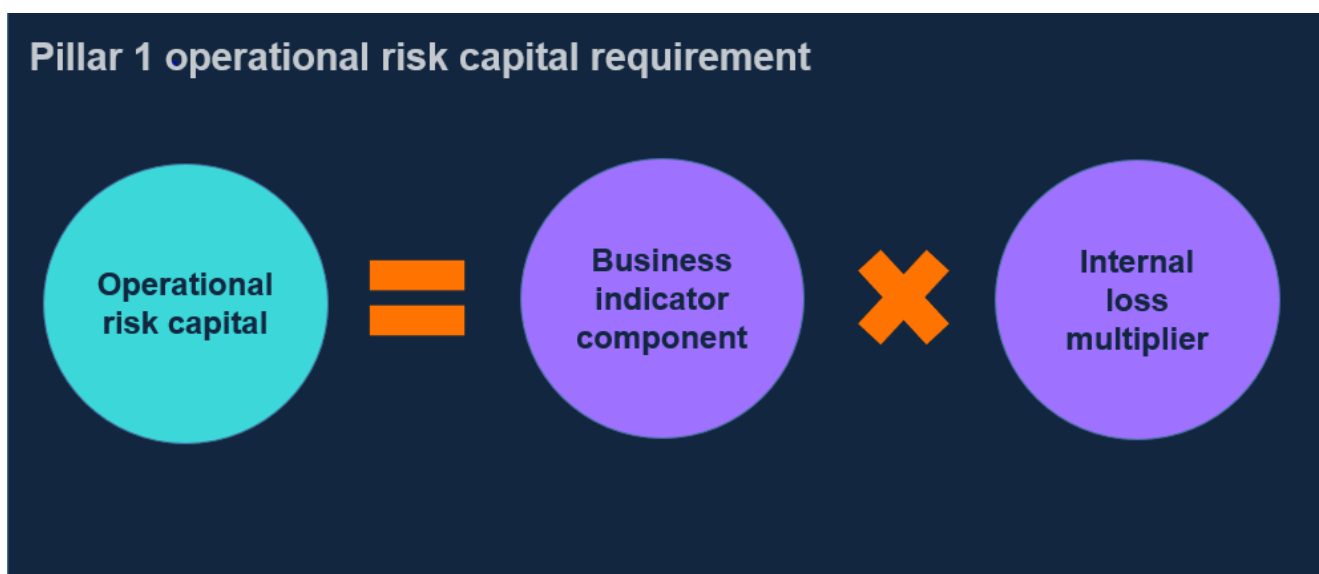 Pillar 1 operational risk capital requirement
Operational
risk capital
Business
indicator
component
Internal
loss
multiplier